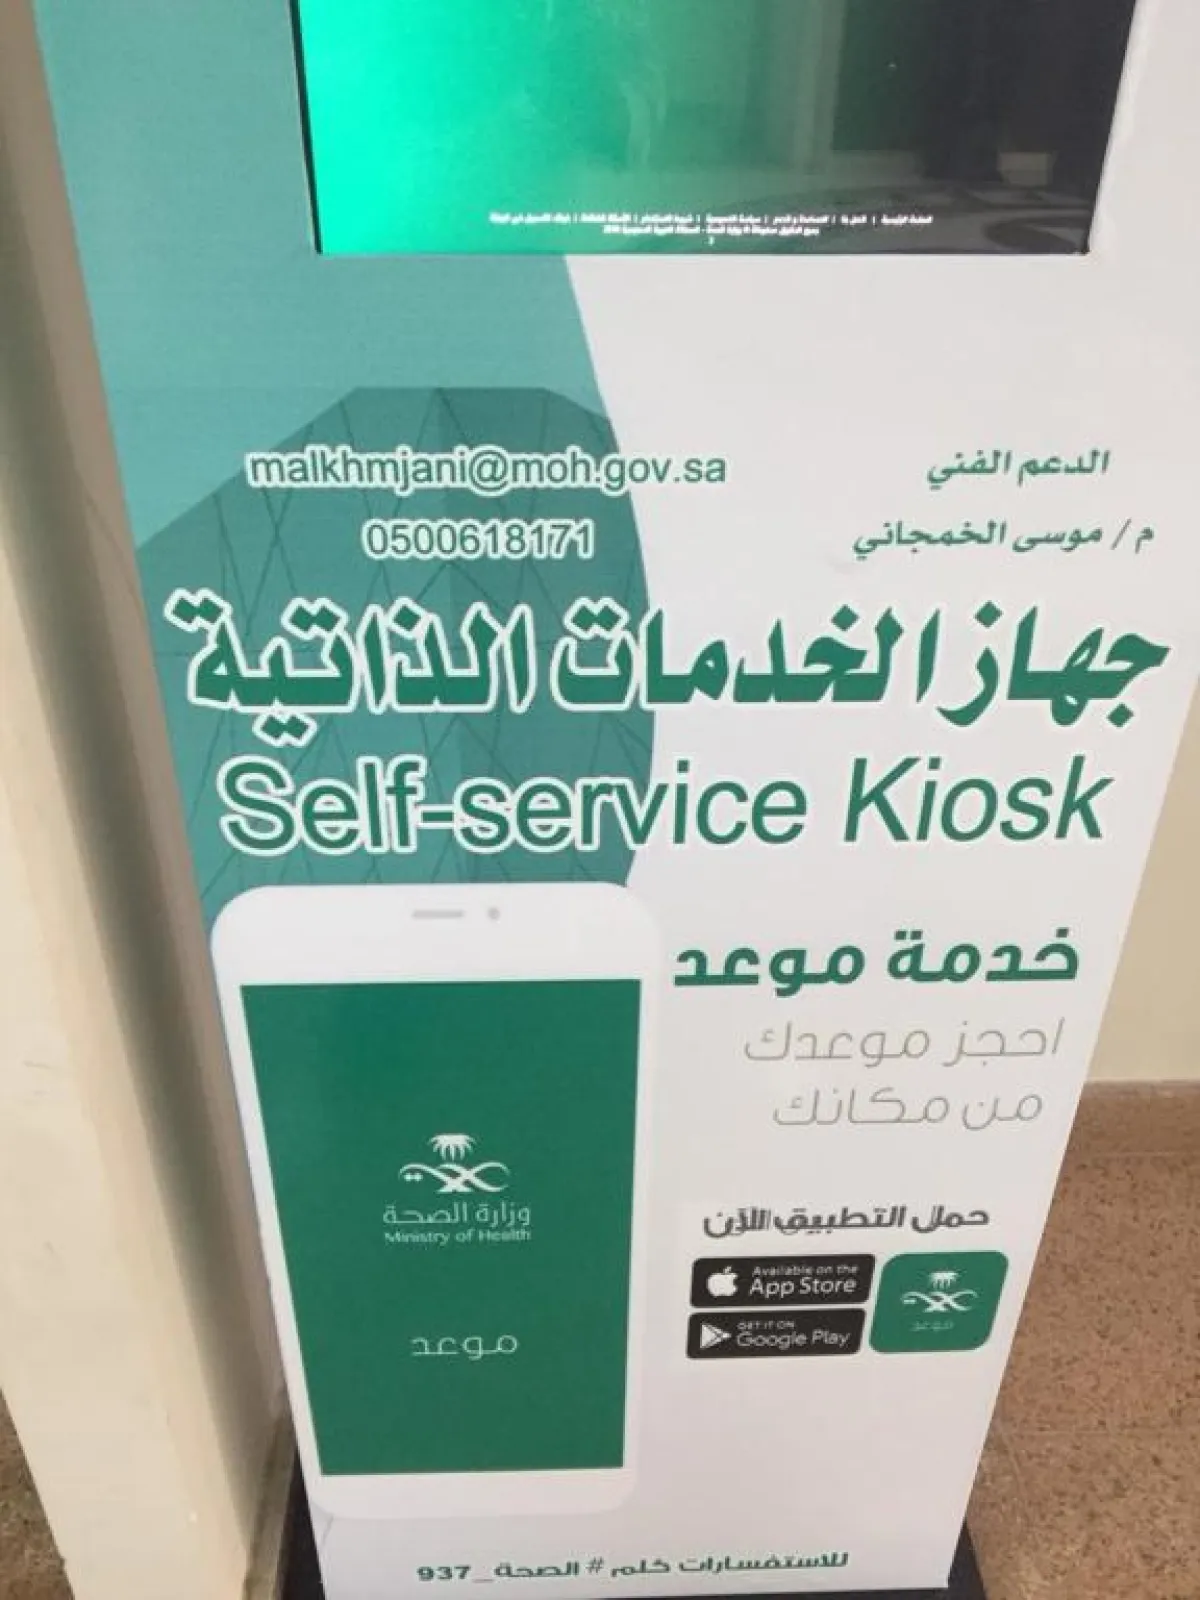 الدعم الفني
malkhmjani@moh.gov.sa
م / موسى الخمجاني
0500618171
جهاز الخدمات الذاتية
Self-service Kiosk
خدمة موعد
احجز موعدك
من مكانك
وزارة الصحة
Ministry of Health
موعد
حمل التطبيق الآن
Available on the
App Store
GET IT ON
Google Play
موعد
للاستفسارات كلم # الصحة_937